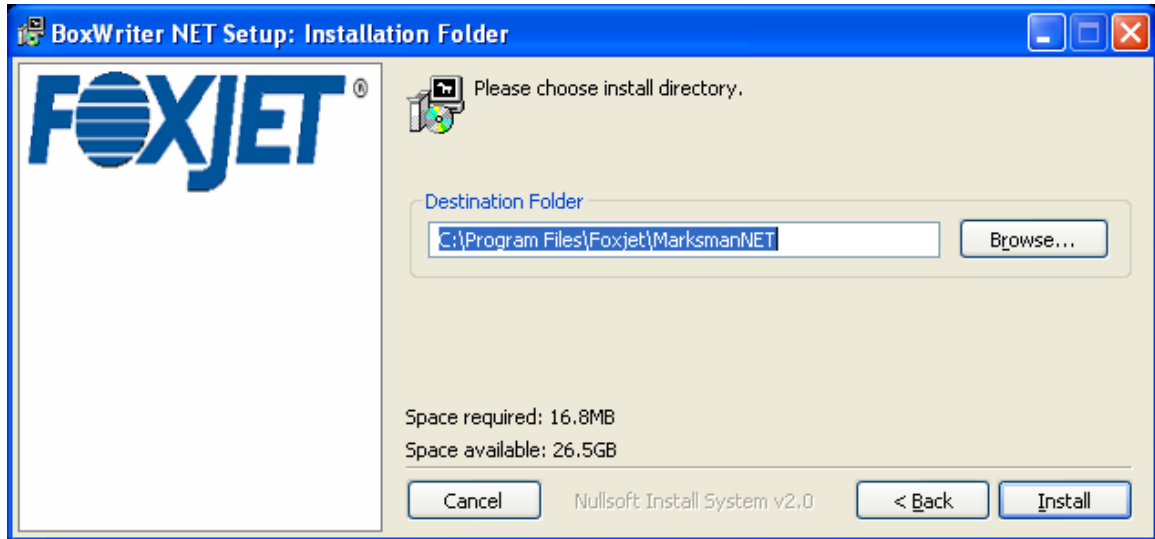 BoxWriter NET Setup: Installation Folder
FOXJET®
Please choose install directory.
Destination Folder
C:\Program Files\Foxjet\MarksmanNET
Browse...
Space required: 16.8MB
Space available: 26.5GB
Cancel
Nullsoft Install System v2.0
< Back
Install